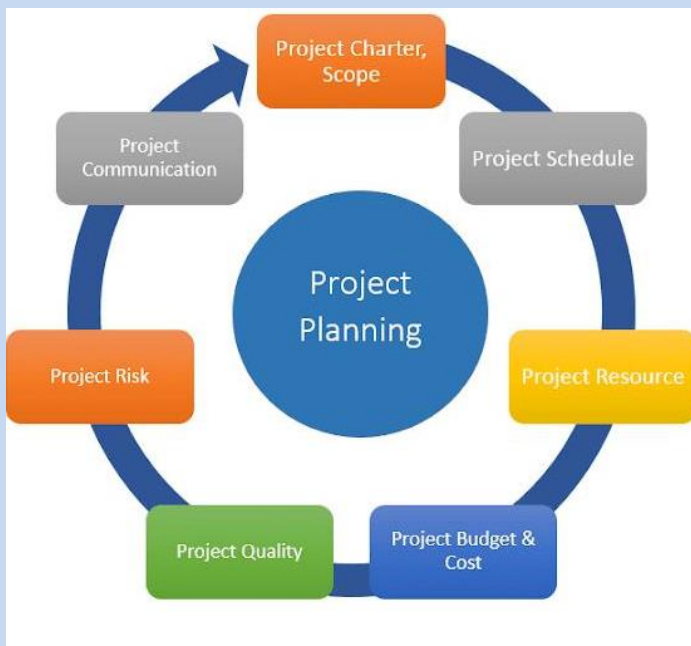 Project Charter,
Scope
Project Schedule
Project Resource
Project Budget &
Cost
Project Quality
Project Risk
Project
Communication
Project
Planning